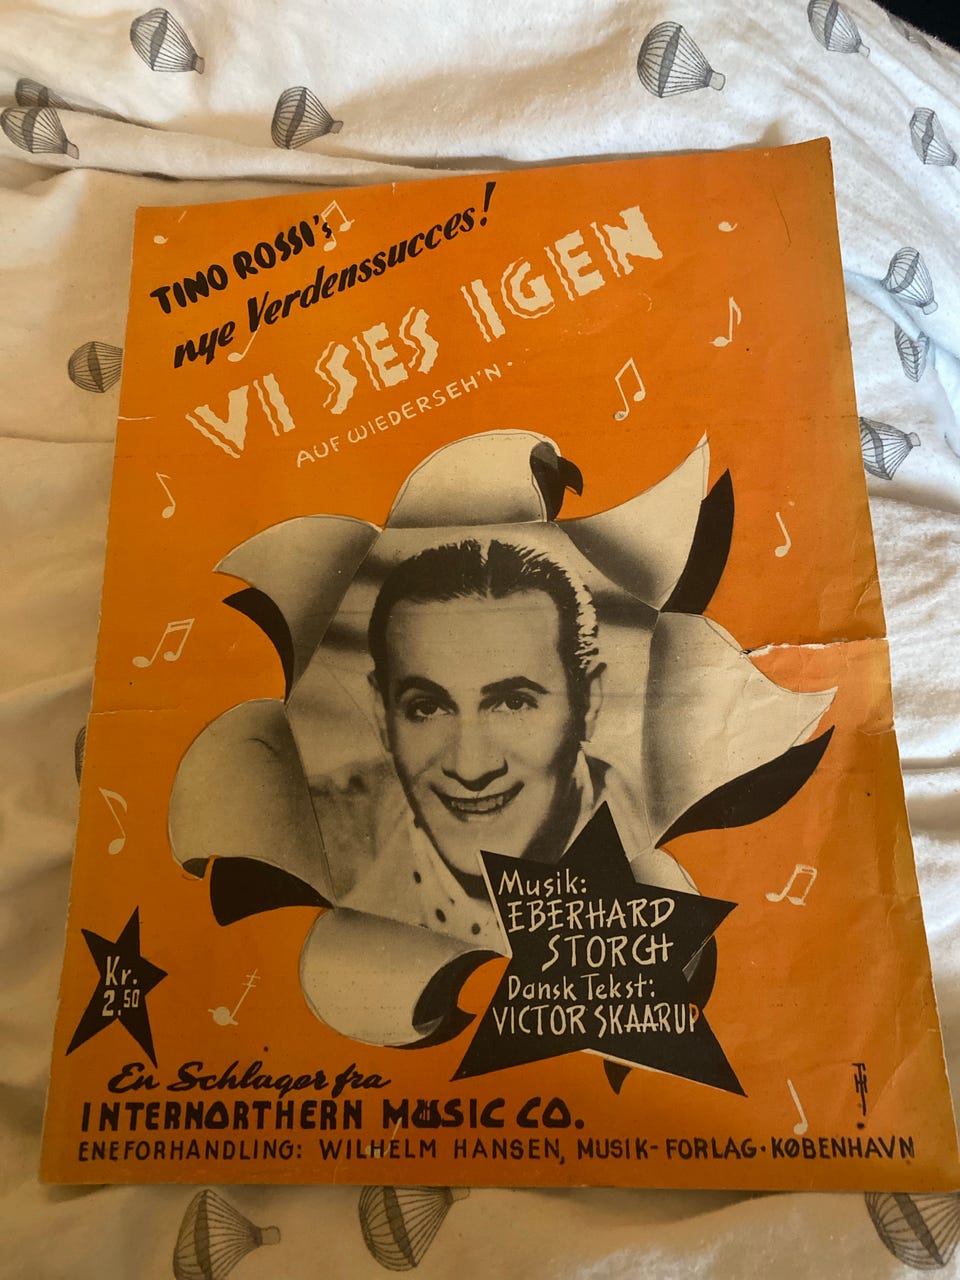 TINO ROSSI's
nye Verdenssucces!
VI SES IGEN
AUF WIEDERSEH'N.
Musik:
EBERHARD
STORCH
Dansk Tekst:
VICTOR SKAARUP
Kr.
2.50
En Schlager fra
INTERNORTHERN MUSIC CO.
ENEFORHANDLING: WILHELM HANSEN, MUSIK-FORLAG·KØBENHAVN